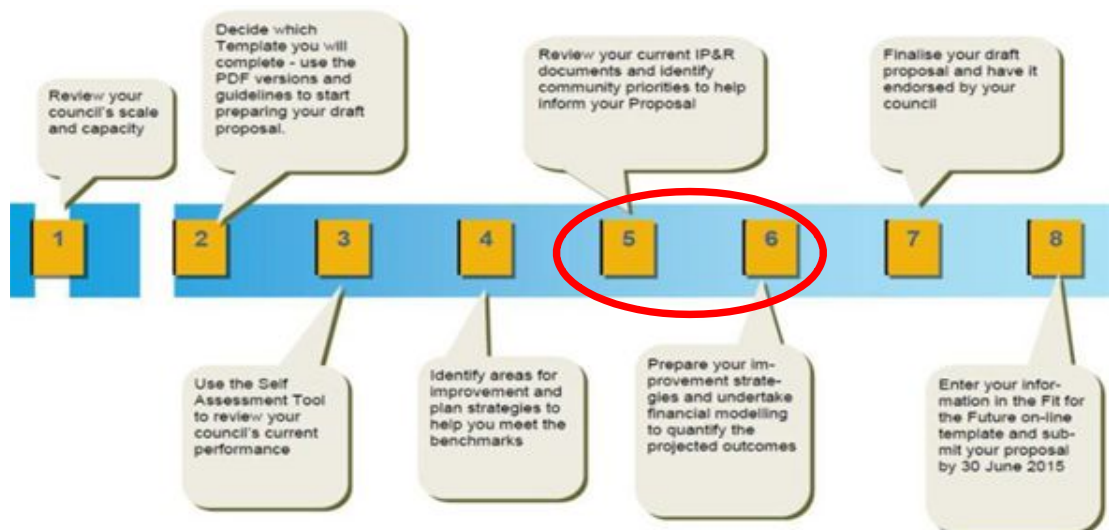 Review your
council's scale
and capacity
Decide which
Template you will
complete - use the
PDF versions and
guidelines to start
preparing your draft
proposal.
Review your current IP&R
documents and identify
community priorities to help
inform your Proposal
Finalise your draft
proposal and have it
endorsed by your
council
1
2
3
4
5
6
7
8
Use the Self
Assessment Tool
to review your
council's current
performance
Identify areas for
improvement and
plan strategies to
help you meet the
benchmarks
Prepare your im-
provement strate-
gies and undertake
financial modelling
to quantify the
projected outcomes
Enter your infor-
mation in the Fit for
the Future on-line
template and sub-
mit your proposal
by 30 June 2015